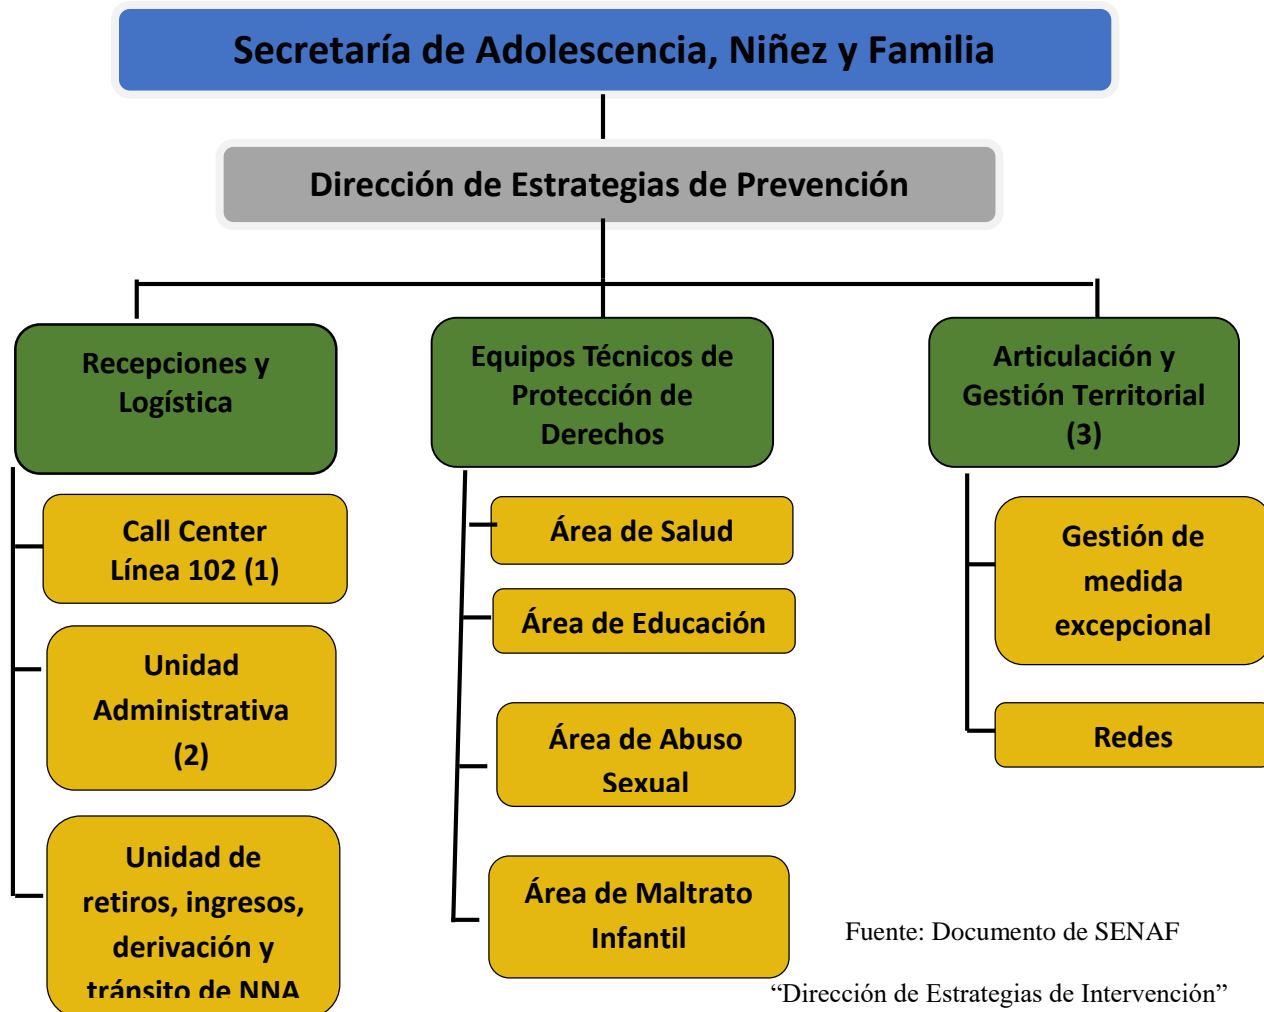 Secretaría de Adolescencia, Niñez y Familia
Dirección de Estrategias de Prevención
Recepciones y
Logística
Call Center
Línea 102 (1)
Unidad
Administrativa
(2)
Unidad de
retiros, ingresos,
derivación y
tránsito de NNA
Equipos Técnicos de
Protección de
Derechos
Área de Salud
Área de Educación
Área de Abuso
Sexual
Área de Maltrato
Infantil
Articulación y
Gestión Territorial
(3)
Gestión de
medida
excepcional
Redes
Fuente: Documento de SENAF
“Dirección de Estrategias de Intervención”